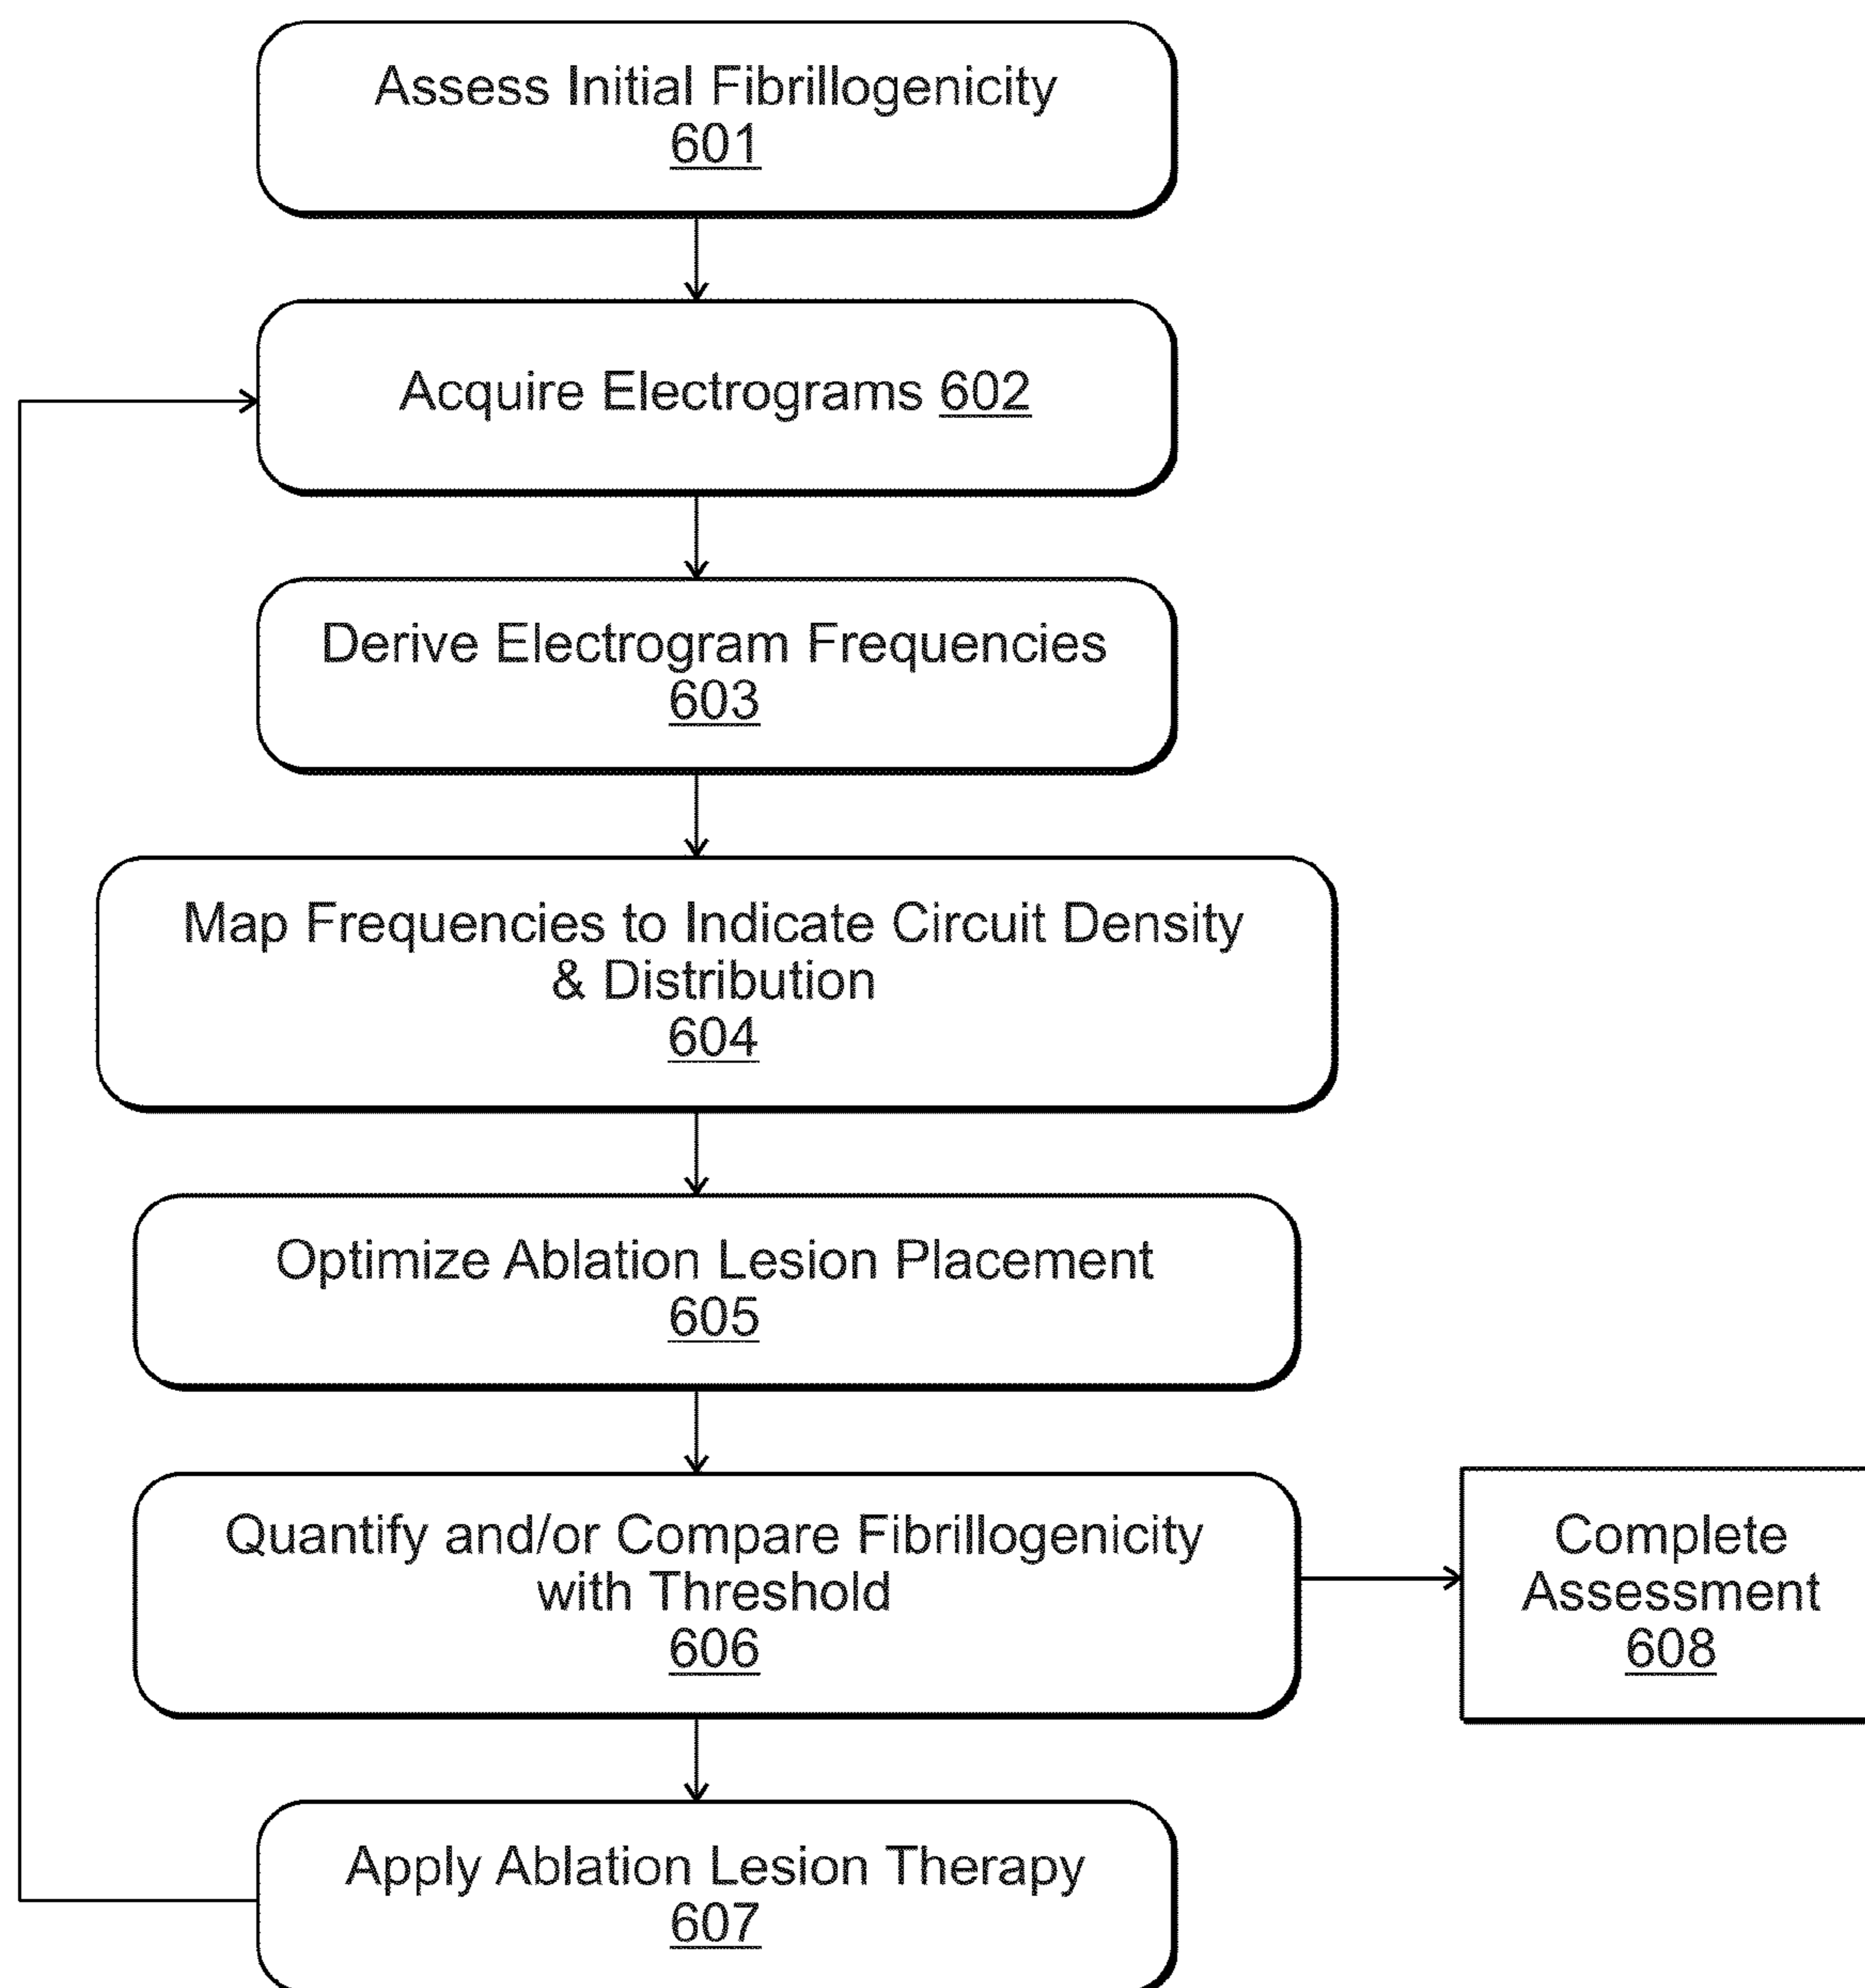 Assess Initial Fibrillogenicity
601
Acquire Electrograms 602
Derive Electrogram Frequencies
603
Map Frequencies to Indicate Circuit Density
& Distribution
604
Optimize Ablation Lesion Placement
605
Quantify and/or Compare Fibrillogenicity
with Threshold
606
Complete
Assessment
608
Apply Ablation Lesion Therapy
607